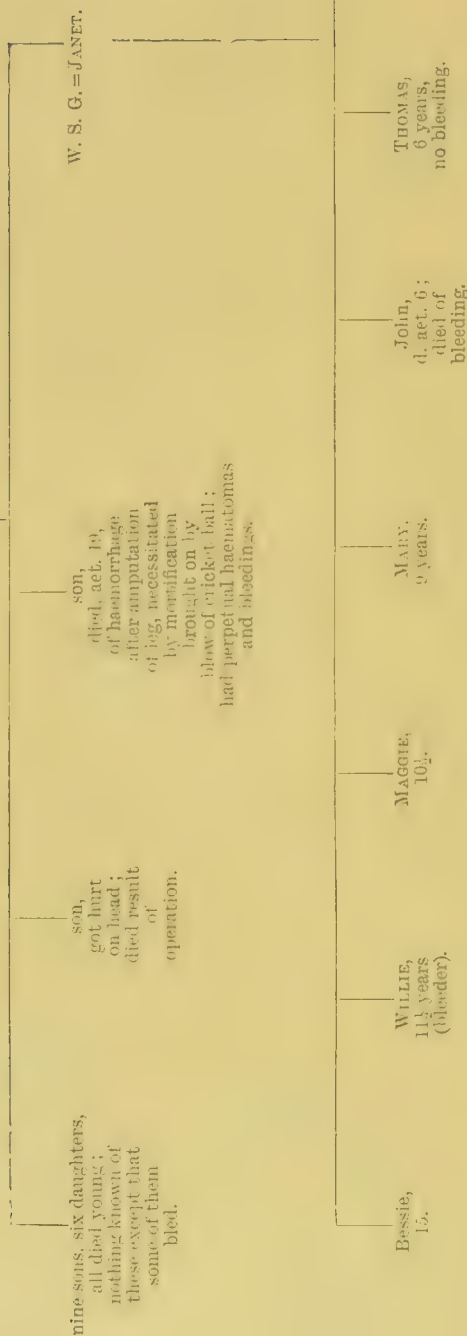 nine sons, six daughters,
all died young;
nothing known of
these except that
some of them
bled.
son,
got hurt
on head;
died result
of
operation.
son,
died, aet. 19,
of haemorrhage
after amputation
of leg, necessitated
by mortification
brought on by
blow of cricket ball;
had perpetual haematomas
and bleedings.
W. S. G. = JANET.
Bessie,
15.
WILLIE,
11½ years
(bleeder).
MAGGIE,
10½.
MARY,
9 years.
John,
d. aet. 6;
died of
bleeding.
THOMAS,
6 years,
no bleeding.